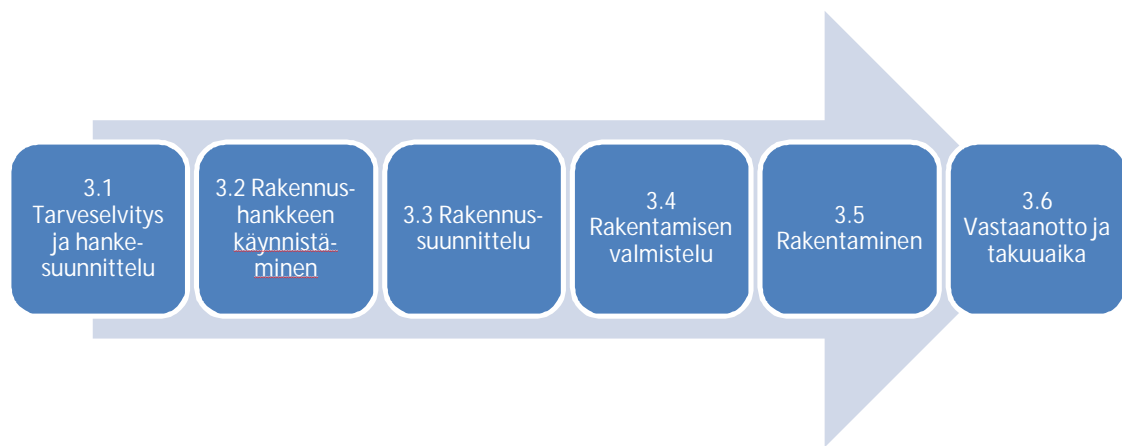 3.1
Tarveselvitys
ja hanke-
suunnittelu
3.2 Rakennus-
hankkeen
käynnistä-
minen
3.3 Rakennus-
suunnittelu
3.4
Rakentamisen
valmistelu
3.5
Rakentaminen
3.6
Vastaanotto ja
takuuaika